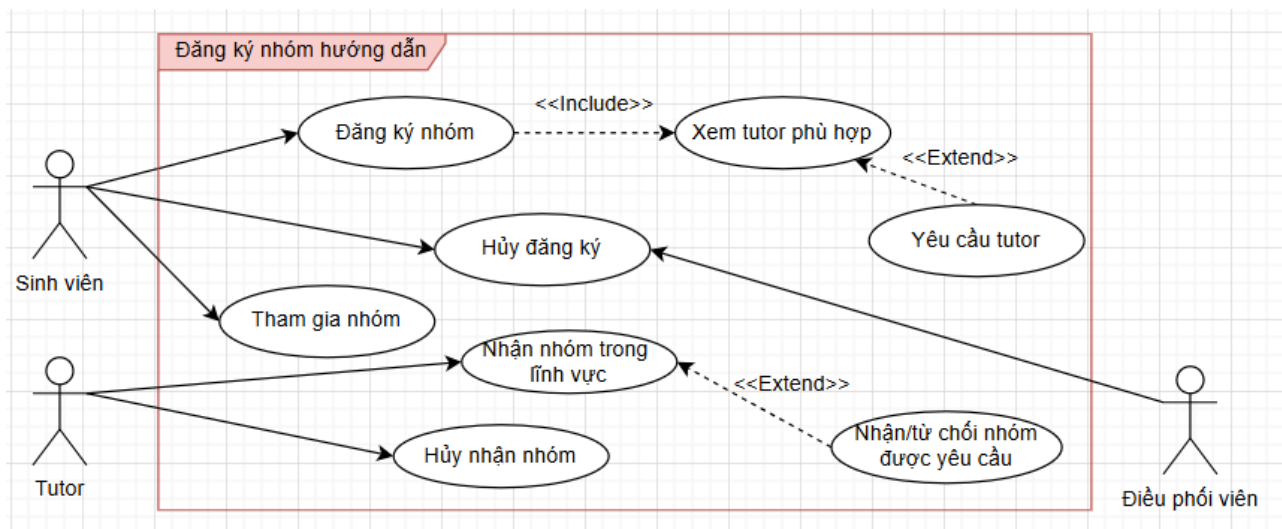 Đăng ký nhóm hướng dẫn
Đăng ký nhóm
<<Include>>
Xem tutor phù hợp
<<Extend>>
Yêu cầu tutor
Hủy đăng ký
Sinh viên
Tham gia nhóm
Nhận nhóm trong
lĩnh vực
<<Extend>>
Nhận/từ chối nhóm
được yêu cầu
Hủy nhận nhóm
Tutor
Điều phối viên